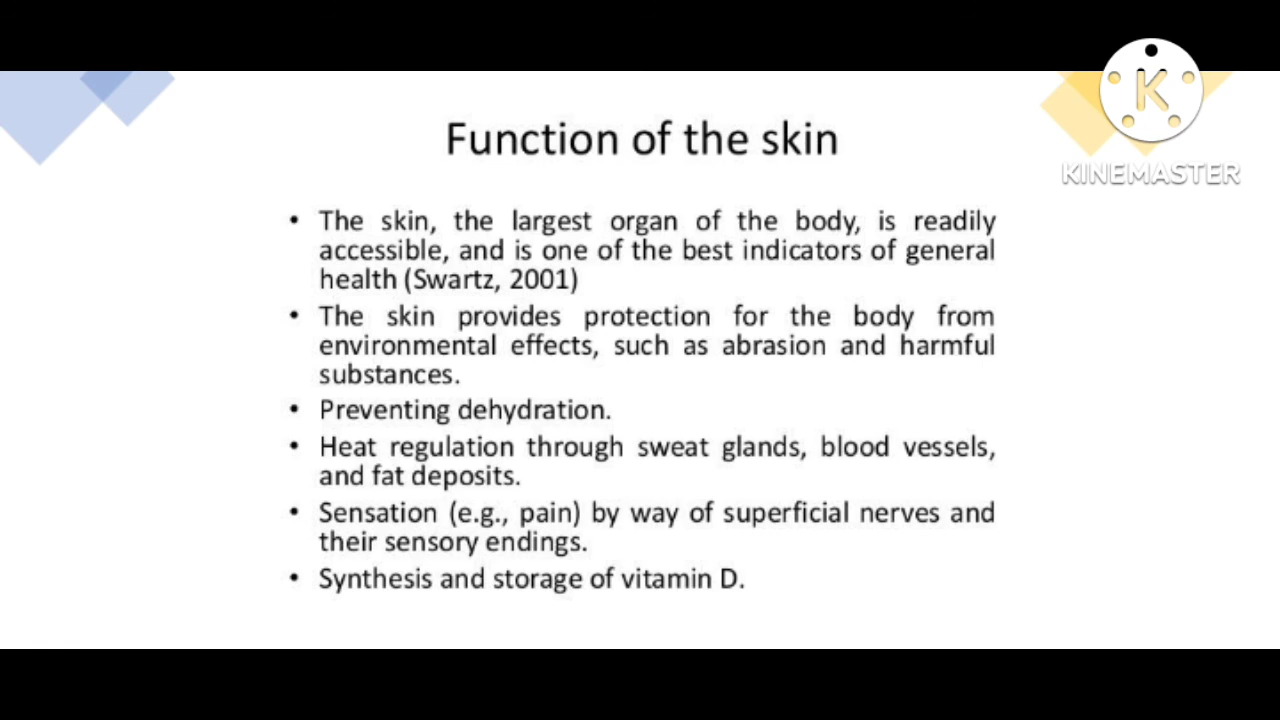 K
KINEMASTER
Function of the skin
• The skin, the largest organ of the body, is readily
accessible, and is one of the best indicators of general
health (Swartz, 2001)
• The skin provides protection for the body from
environmental effects, such as abrasion and harmful
substances.
• Preventing dehydration.
• Heat regulation through sweat glands, blood vessels,
and fat deposits.
• Sensation (e.g., pain) by way of superficial nerves and
their sensory endings.
• Synthesis and storage of vitamin D.